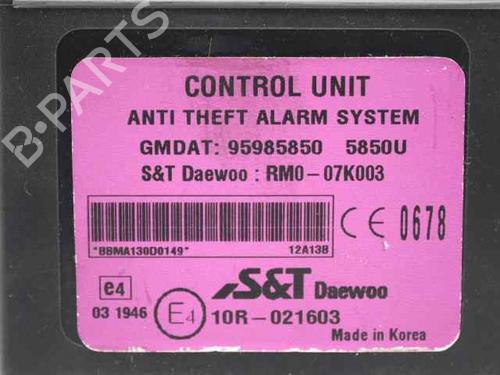 CONTROL UNIT
ANTI THEFT ALARM SYSTEM
GMDAT: 95985850 5850U
S&T Daewoo : RM0-07K003
CE 0678
"BBMA130D0149" 12A13B
e4
03 1946
E4
S&T Daewoo
10R-021603
Made in Korea
B-PARTS